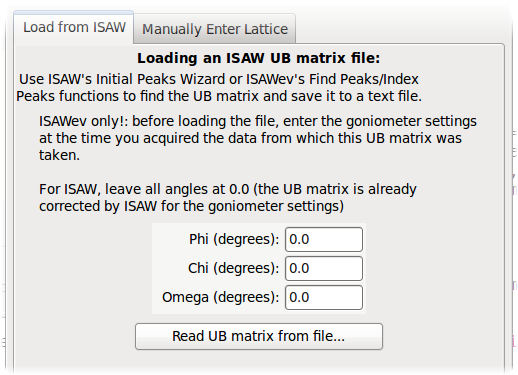 Load from ISAW
Manually Enter Lattice
Loading an ISAW UB matrix file:
Use ISAW's Initial Peaks Wizard or ISAWev's Find Peaks/Index
Peaks functions to find the UB matrix and save it to a text file.
ISAWev only!: before loading the file, enter the goniometer settings
at the time you acquired the data from which this UB matrix was
taken.
For ISAW, leave all angles at 0.0 (the UB matrix is already
corrected by ISAW for the goniometer settings)
Phi (degrees): 0.0
Chi (degrees): 0.0
Omega (degrees): 0.0
Read UB matrix from file...